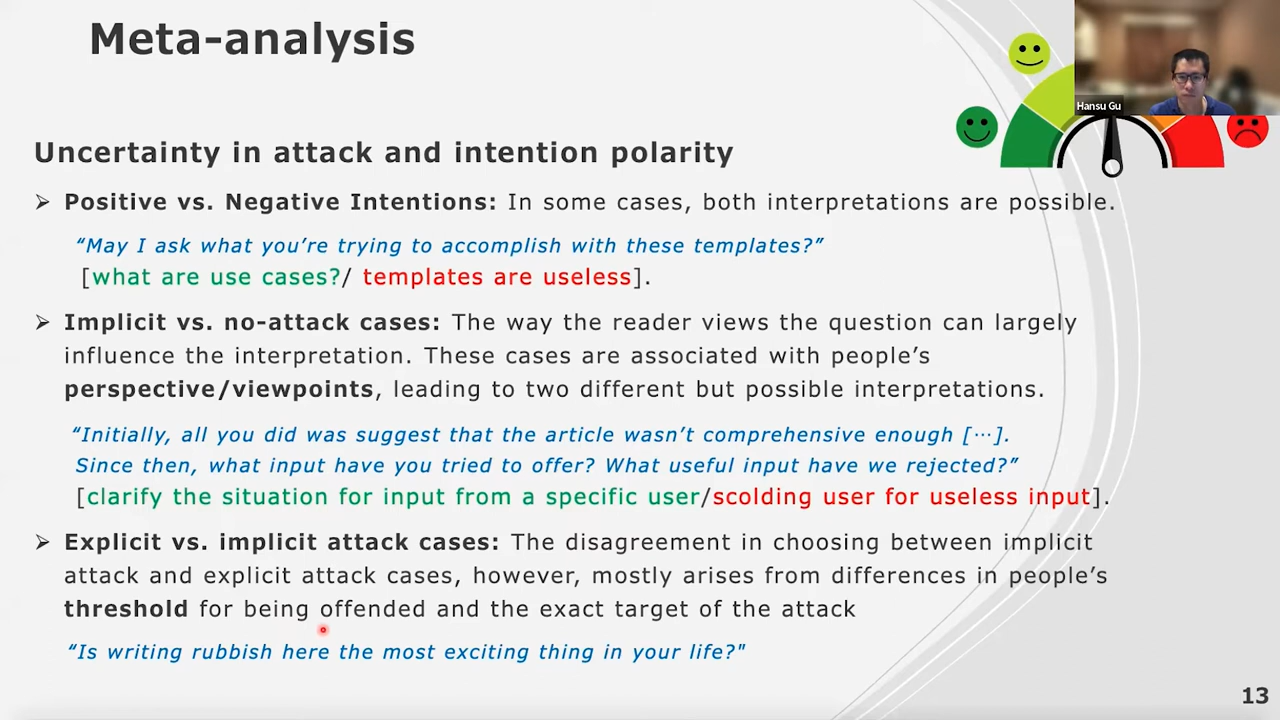 Meta-analysis
Hansu Gu
Uncertainty in attack and intention polarity
➢ Positive vs. Negative Intentions: In some cases, both interpretations are possible.
“May I ask what you’re trying to accomplish with these templates?”
[what are use cases?/ templates are useless].
➢ Implicit vs. no-attack cases: The way the reader views the question can largely
influence the interpretation. These cases are associated with people’s
perspective/viewpoints, leading to two different but possible interpretations.
“Initially, all you did was suggest that the article wasn’t comprehensive enough [⋯].
Since then, what input have you tried to offer? What useful input have we rejected?”
[clarify the situation for input from a specific user/scolding user for useless input].
➢ Explicit vs. implicit attack cases: The disagreement in choosing between implicit
attack and explicit attack cases, however, mostly arises from differences in people’s
threshold for being offended and the exact target of the attack
“Is writing rubbish here the most exciting thing in your life?"
13